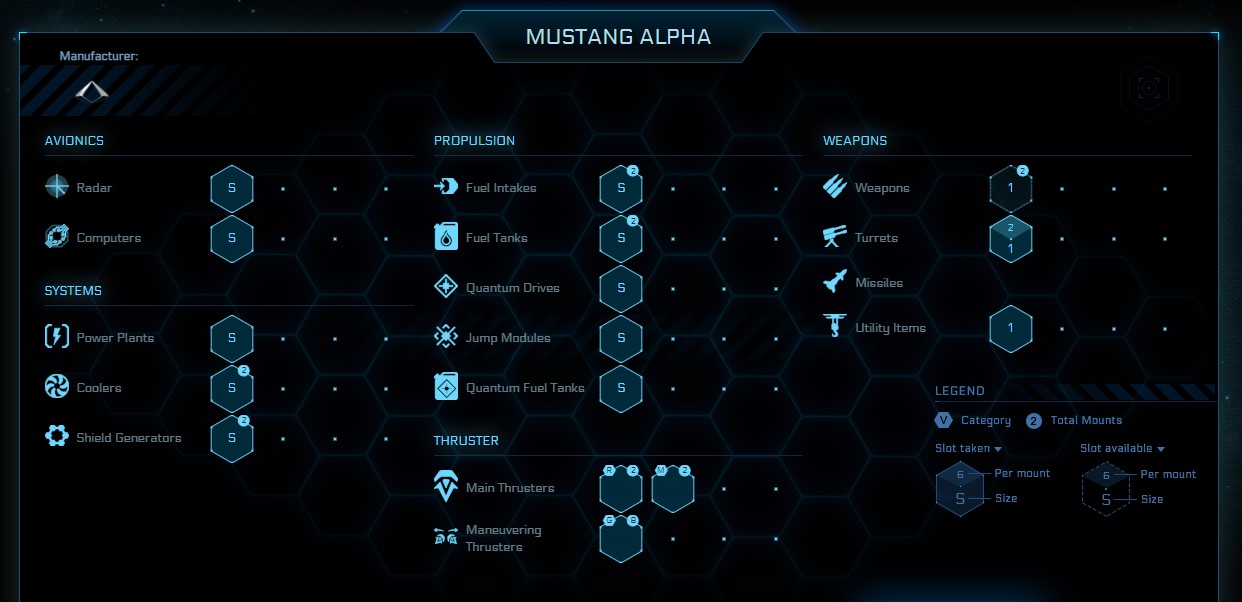 MUSTANG ALPHA
Manufacturer:
AVIONICS
Radar S
Computers S
SYSTEMS
Power Plants S
Coolers S 2
Shield Generators S 2
PROPULSION
Fuel Intakes S 2
Fuel Tanks S 2
Quantum Drives S
Jump Modules S
Quantum Fuel Tanks S
THRUSTER
Main Thrusters R 2 M 2
Maneuvering
Thrusters G 8
WEAPONS
Weapons 1 2
Turrets 2
1
Missiles
Utility Items 1
LEGEND
V Category 2 Total Mounts
Slot taken Slot available
6 Per mount 6 Per mount
S Size S Size